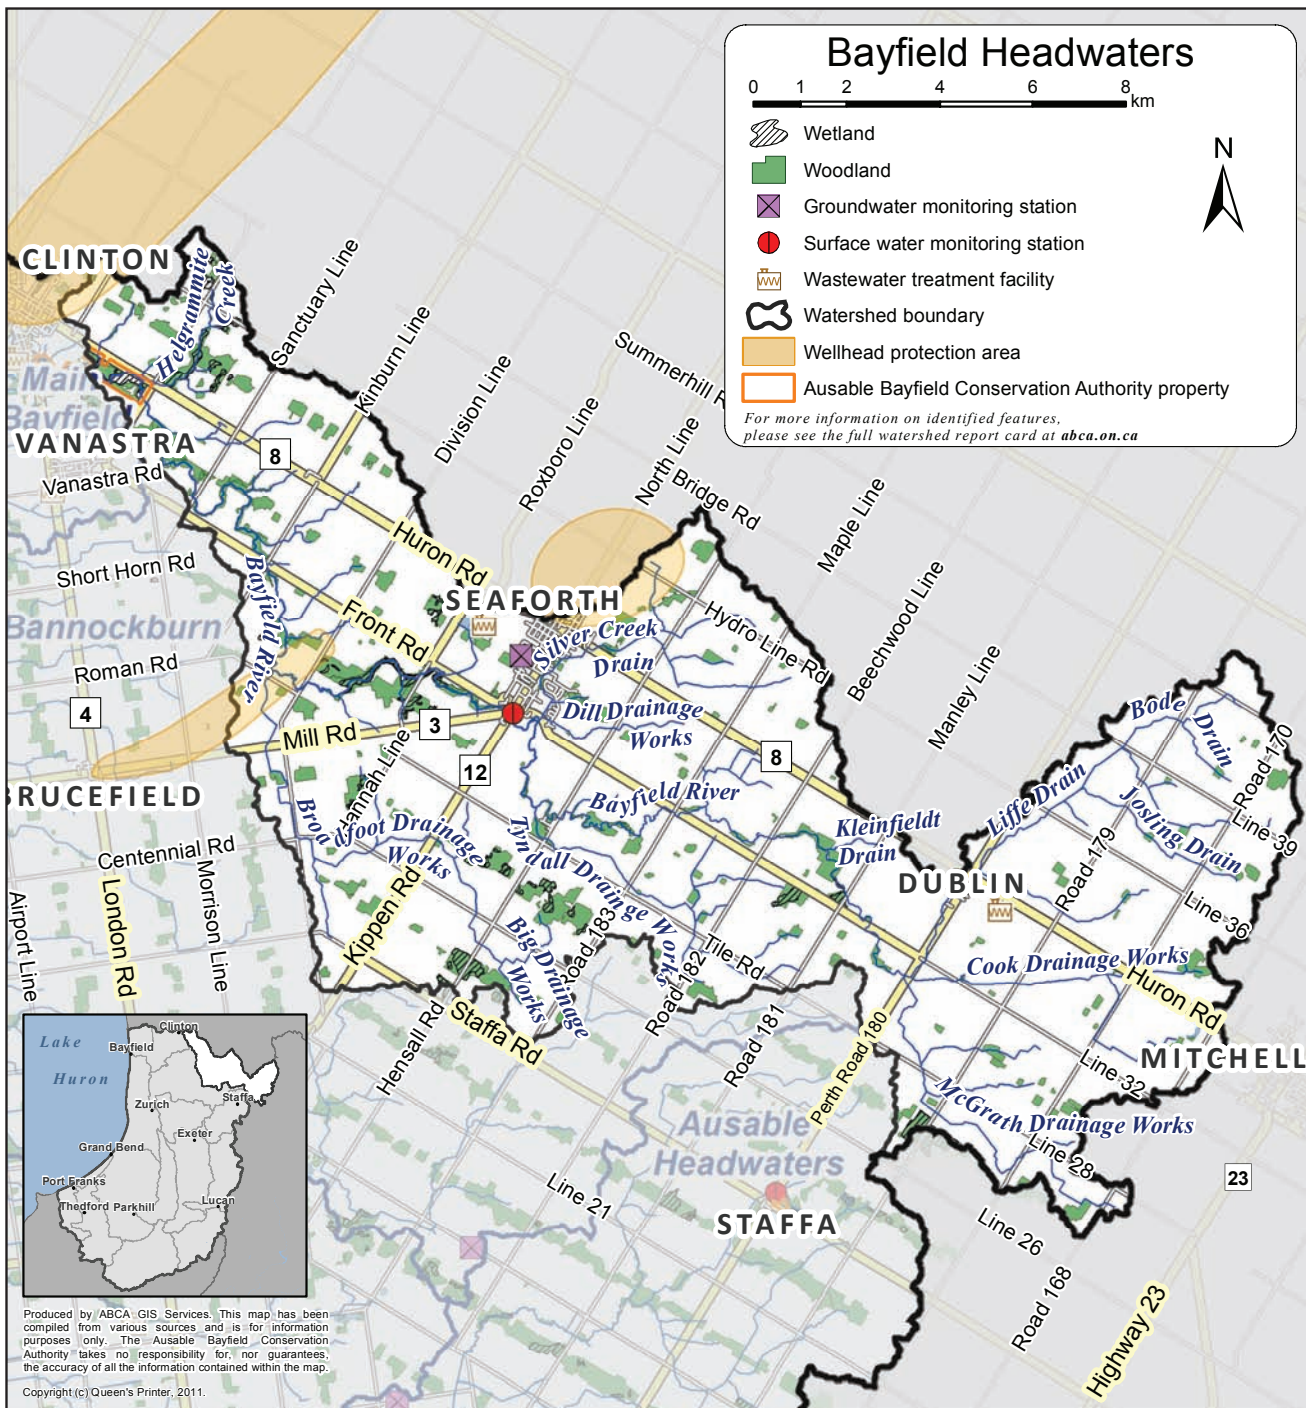 Bayfield Headwaters
0 1 2 4 6 8
km
Wetland
Woodland
Groundwater monitoring station
Surface water monitoring station
Wastewater treatment facility
Watershed boundary
Wellhead protection area
Ausable Bayfield Conservation Authority property
For more information on identified features,
please see the full watershed report card at abca.on.ca
N
CLINTON
Helgrammite
Creek
Sanctuary Line
Kinburn Line
Division Line
Roxboro Line
Summerhill R
North Line
Bridge Rd
Maple Line
Beechwood Line
Manley Line
Main
Bayfield
VANASTRA
Vanastra Rd
8
Short Horn Rd
Bannockburn
Roman Rd
4
Bayfield River
Huron Rd
Front Rd
SEAFORTH
Silver Creek
Drain
Hydro Line Rd
Dill Drainage
Works
Mill Rd
3
12
8
BRUCEFIELD
Hannah Line
Broadfoot Drainage
Works
Bayfield River
Tyndall Drainge Works
Kleinfieldt
Drain
Liffe Drain
Bode
Drain
Road 170
Josling Drain
Line 39
Road 179
Line 36
DUBLIN
Centennial Rd
Morrison Line
Airport Line
London Rd
Kippen Rd
Big Drainage
Works
Road 183
Road 182
Tile Rd
Cook Drainage Works
Huron Rd
Staffa Rd
Hensall Rd
Road 181
Perth Road 180
Line 32
MITCHELL
McGrath Drainage Works
Line 28
Ausable
Headwaters
Line 21
STAFFA
Line 26
Road 168
23
Highway 23
Lake
Huron
Clinton
Bayfield
Zurich
Staffa
Exeter
Grand Bend
Port Franks
Thedford
Parkhill
Lucan
Produced by ABCA GIS Services. This map has been
compiled from various sources and is for information
purposes only. The Ausable Bayfield Conservation
Authority takes no responsibility for, nor guarantees,
the accuracy of all the information contained within the map.
Copyright (c) Queen's Printer, 2011.